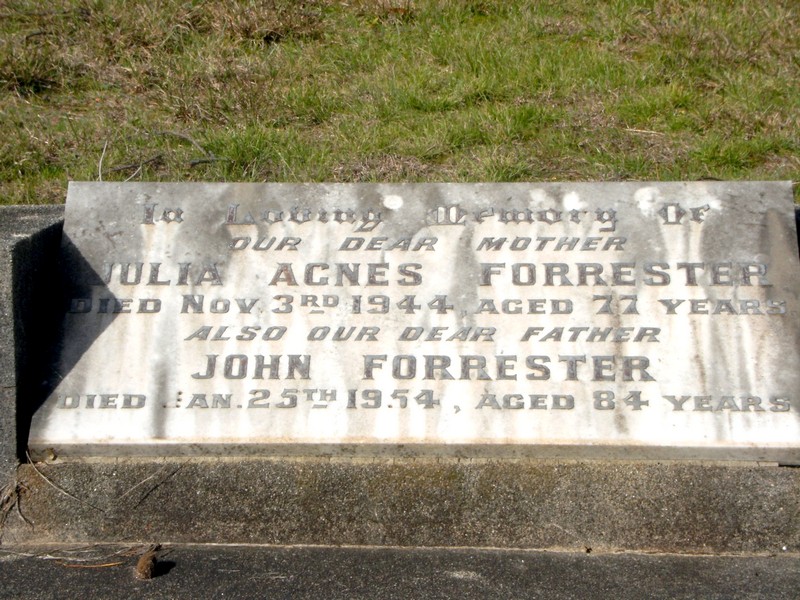 In Loving Memory Of
OUR DEAR MOTHER
JULIA AGNES FORRESTER
DIED NOV. 3RD 1944, AGED 77 YEARS
ALSO OUR DEAR FATHER
JOHN FORRESTER
DIED JAN. 25TH 1954, AGED 84 YEARS